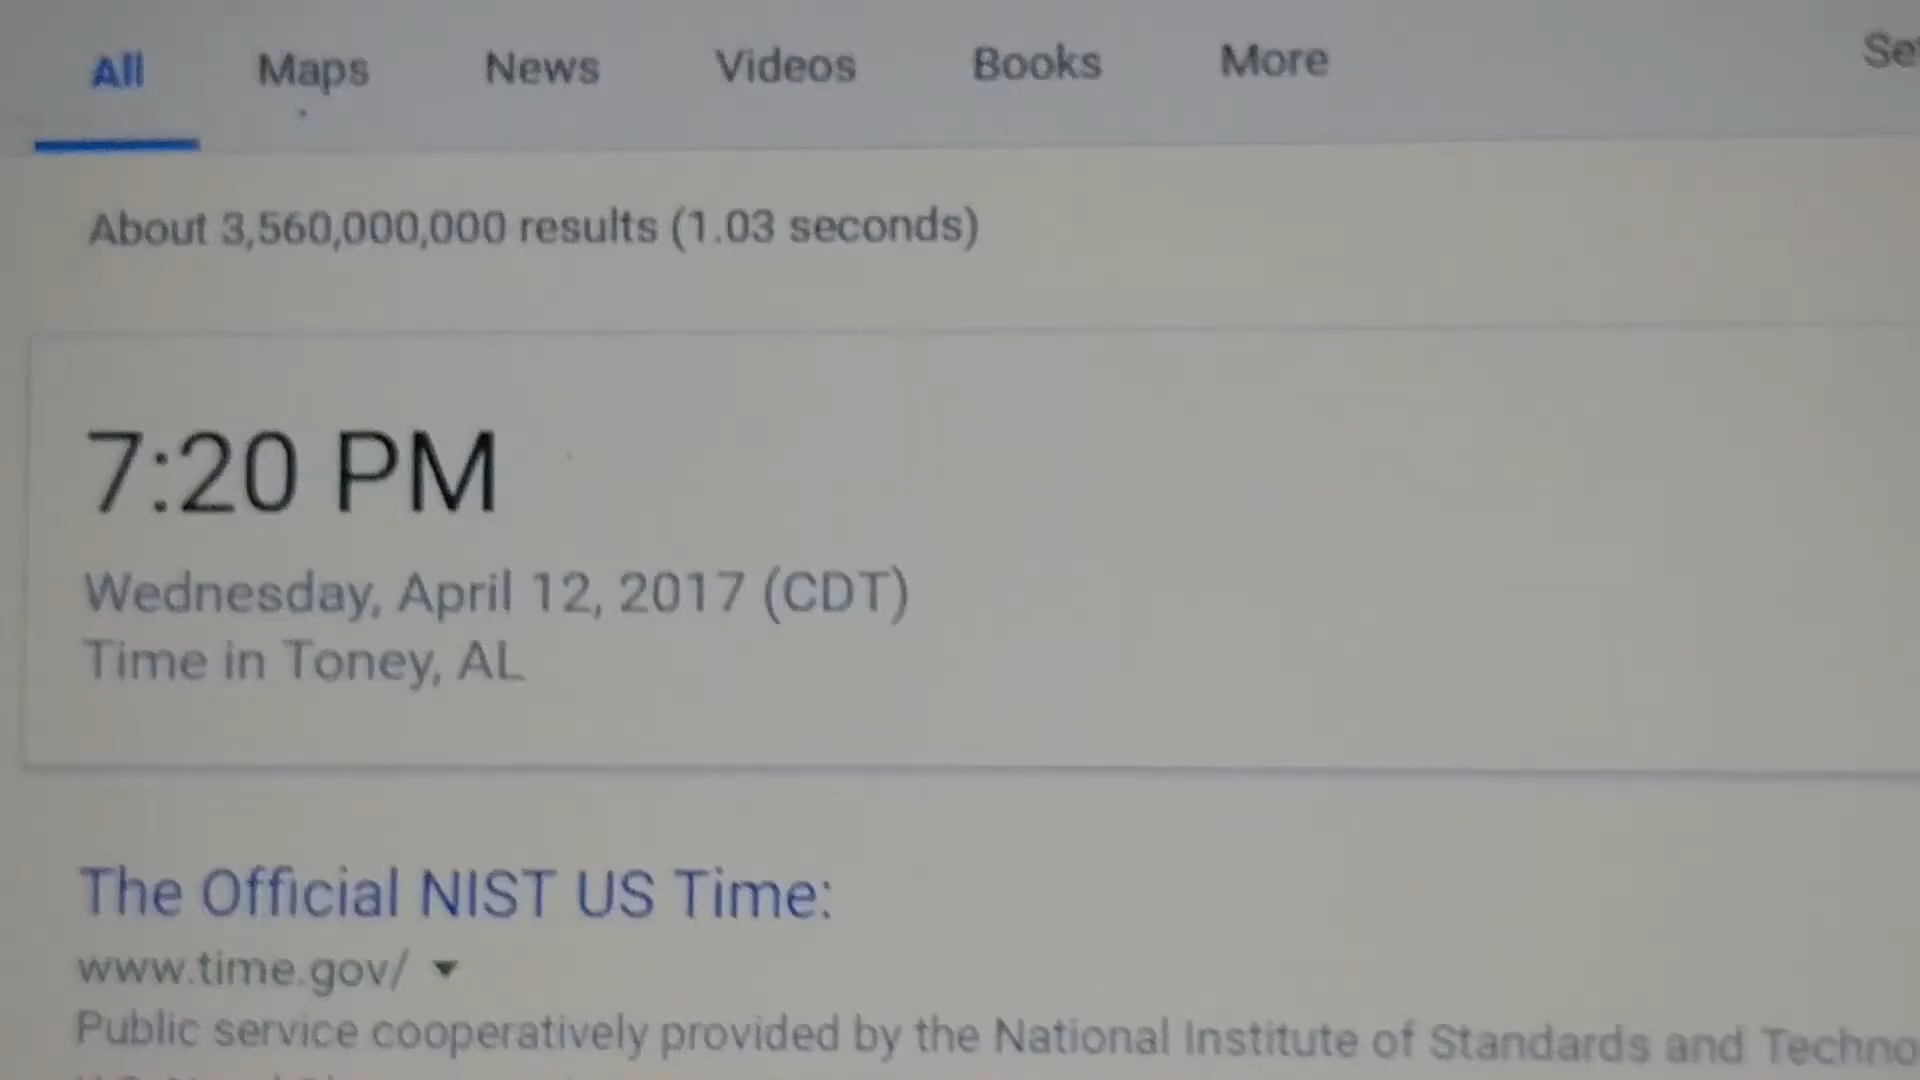 All Maps News Videos Books More
About 3,560,000,000 results (1.03 seconds)
7:20 PM
Wednesday, April 12, 2017 (CDT)
Time in Toney, AL
The Official NIST US Time:
www.time.gov/
Public service cooperatively provided by the National Institute of Standards and Techno